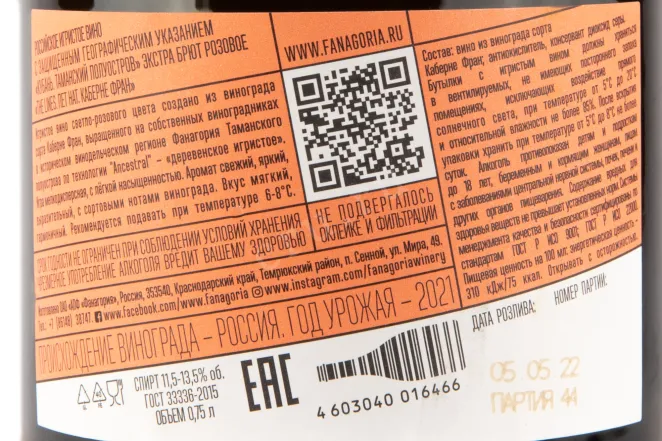 РОССИЙСКОЕ ИГРИСТОЕ ВИНО
С ЗАЩИЩЕННЫМ ГЕОГРАФИЧЕСКИМ УКАЗАНИЕМ
«КУБАНЬ. ТАМАНСКИЙ ПОЛУОСТРОВ» ЭКСТРА БРЮТ РОЗОВОЕ
КАБЕРНЕ ФРАН»
Игристое вино светло-розового цвета создано из винограда
сорта Каберне Фран, выращенного на собственных виноградниках
в историческом винодельческом регионе Фанагория Таманского
полуострова по технологии "Ancestral" – «деревенское игристое».
Аромат свежий, яркий,
с лёгкой насыщенностью. Вкус мягкий,
с сортовыми нотами винограда.
гармоничный. Рекомендуется подавать при температуре 6-8°C.
СРОК ГОДНОСТИ НЕ ОГРАНИЧЕН ПРИ СОБЛЮДЕНИИ УСЛОВИЙ ХРАНЕНИЯ
ЧРЕЗМЕРНОЕ УПОТРЕБЛЕНИЕ АЛКОГОЛЯ ВРЕДИТ ВАШЕМУ ЗДОРОВЬЮ
WWW.FANAGORIA.RU
НЕ ПОДВЕРГАЛОСЬ
ОКЛЕЙКЕ И ФИЛЬТРАЦИИ
Состав: вино из винограда сорта
Каберне Фран; антиокислитель, консервант диоксид серы.
Бутылки с игристым вином должны храниться
в вентилируемых, не имеющих постороннего запаха
помещениях, исключающих воздействие прямого
солнечного света, при температуре от 5°C до 20°C
и относительной влажности не более 85%. После вскрытия
упаковки хранить при температуре от 5°C до 8°C не более
суток. Алкоголь противопоказан детям и подросткам
до 18 лет, беременным и кормящим женщинам, лицам
с заболеваниями центральной нервной системы, почек, печени и
других органов пищеварения. Содержание вредных для
здоровья веществ не превышает установленных норм. Системы
менеджмента качества и безопасности сертифицированы по
стандартам ГОСТ Р ИСО 9001; ГОСТ Р ИСО 22000.
Пищевая ценность на 100 мл: энергетическая ценность -
310 кДж/75 ккал. Открывать с осторожностью.
Изготовлено ОАО «АПФ «Фанагория», Россия, 353540, Краснодарский край, Темрюкский район, п. Сенной, ул. Мира, 49.
Тел.: +7 (86148) 38747 www.facebook.com/www.fanagoria www.instagram.com/fanagoriawinery
ПРОИСХОЖДЕНИЕ ВИНОГРАДА – РОССИЯ. ГОД УРОЖАЯ – 2021
ДАТА РОЗЛИВА: НОМЕР ПАРТИИ:
СПИРТ 11,5-13,5% об.
ГОСТ 33336-2015
ОБЪЕМ 0,75 л
ЕАС
4 603040 016466
05 05 22
ПАРТИЯ 44